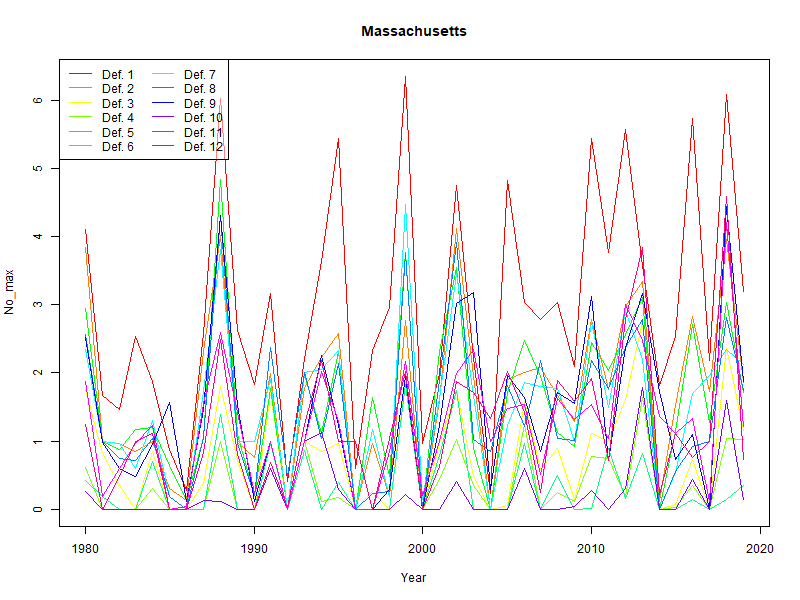 Massachusetts
Def. 1 Def. 7
Def. 2 Def. 8
Def. 3 Def. 9
Def. 4 Def. 10
Def. 5 Def. 11
Def. 6 Def. 12
No_max
6
5
4
3
2
1
0
1980 1990 2000 2010 2020
Year